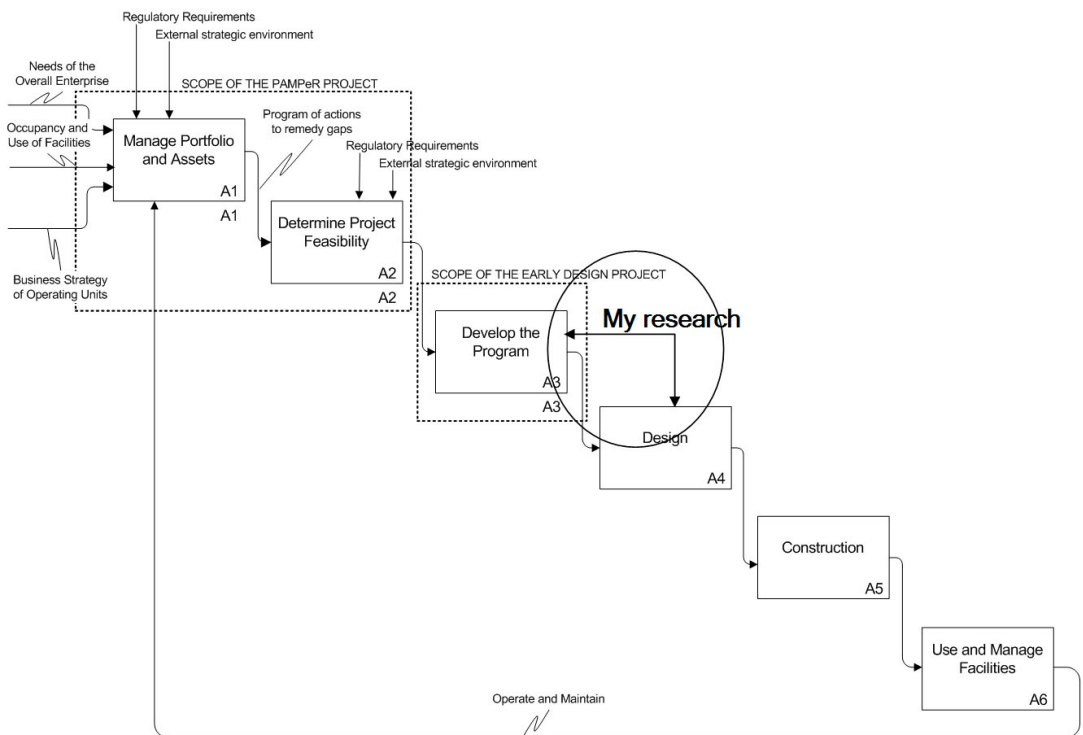 Regulatory Requirements
External strategic environment
Needs of the
Overall Enterprise
SCOPE OF THE PAMPeR PROJECT
Occupancy and
Use of Facilities
Manage Portfolio
and Assets
A1
A1
Program of actions
to remedy gaps
Regulatory Requirements
External strategic environment
Determine Project
Feasibility
A2
A2
Business Strategy
of Operating Units
SCOPE OF THE EARLY DESIGN PROJECT
My research
Develop the
Program
A3
A3
Design
A4
Construction
A5
Use and Manage
Facilities
A6
Operate and Maintain